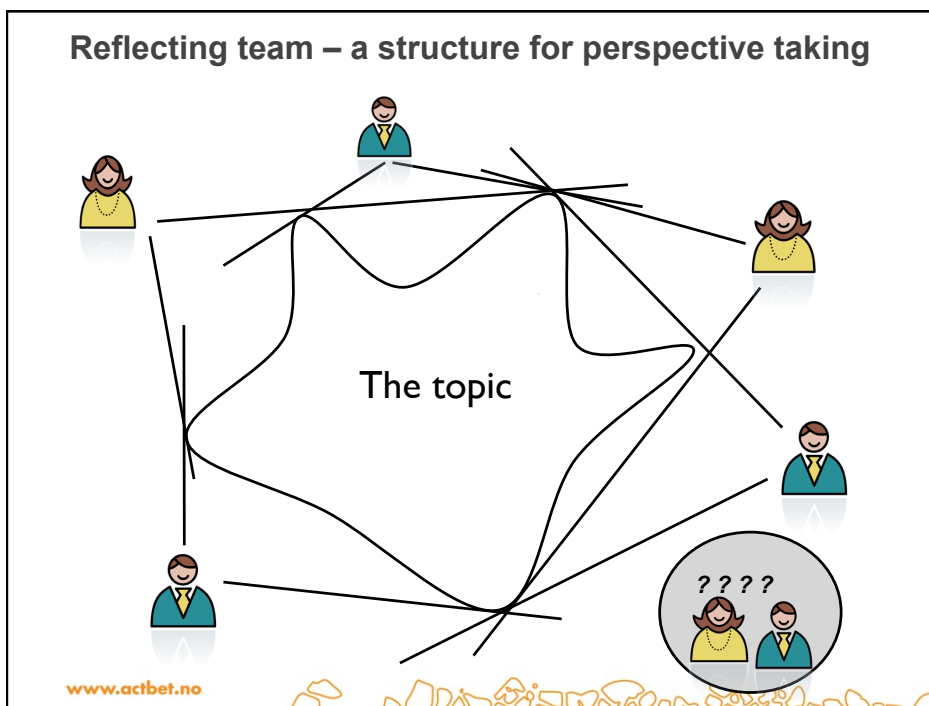 Reflecting team – a structure for perspective taking
The topic
? ? ? ?
www.actbet.no